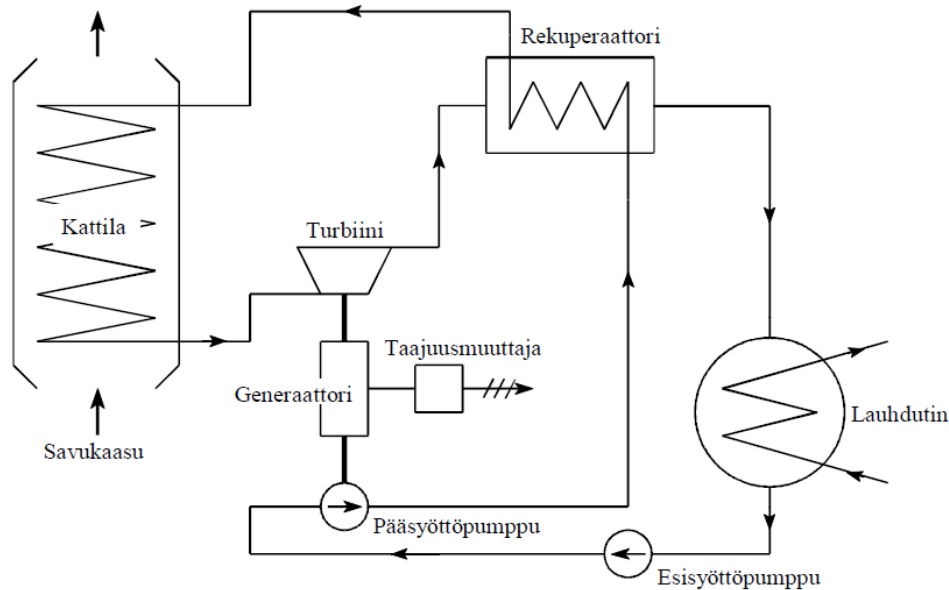 Rekuperaattori
Kattila
Turbiini
Taajuusmuuttaja
Generaattori
Lauhdutin
Savukaasu
Pääsyöttöpumppu
Esisyöttöpumppu